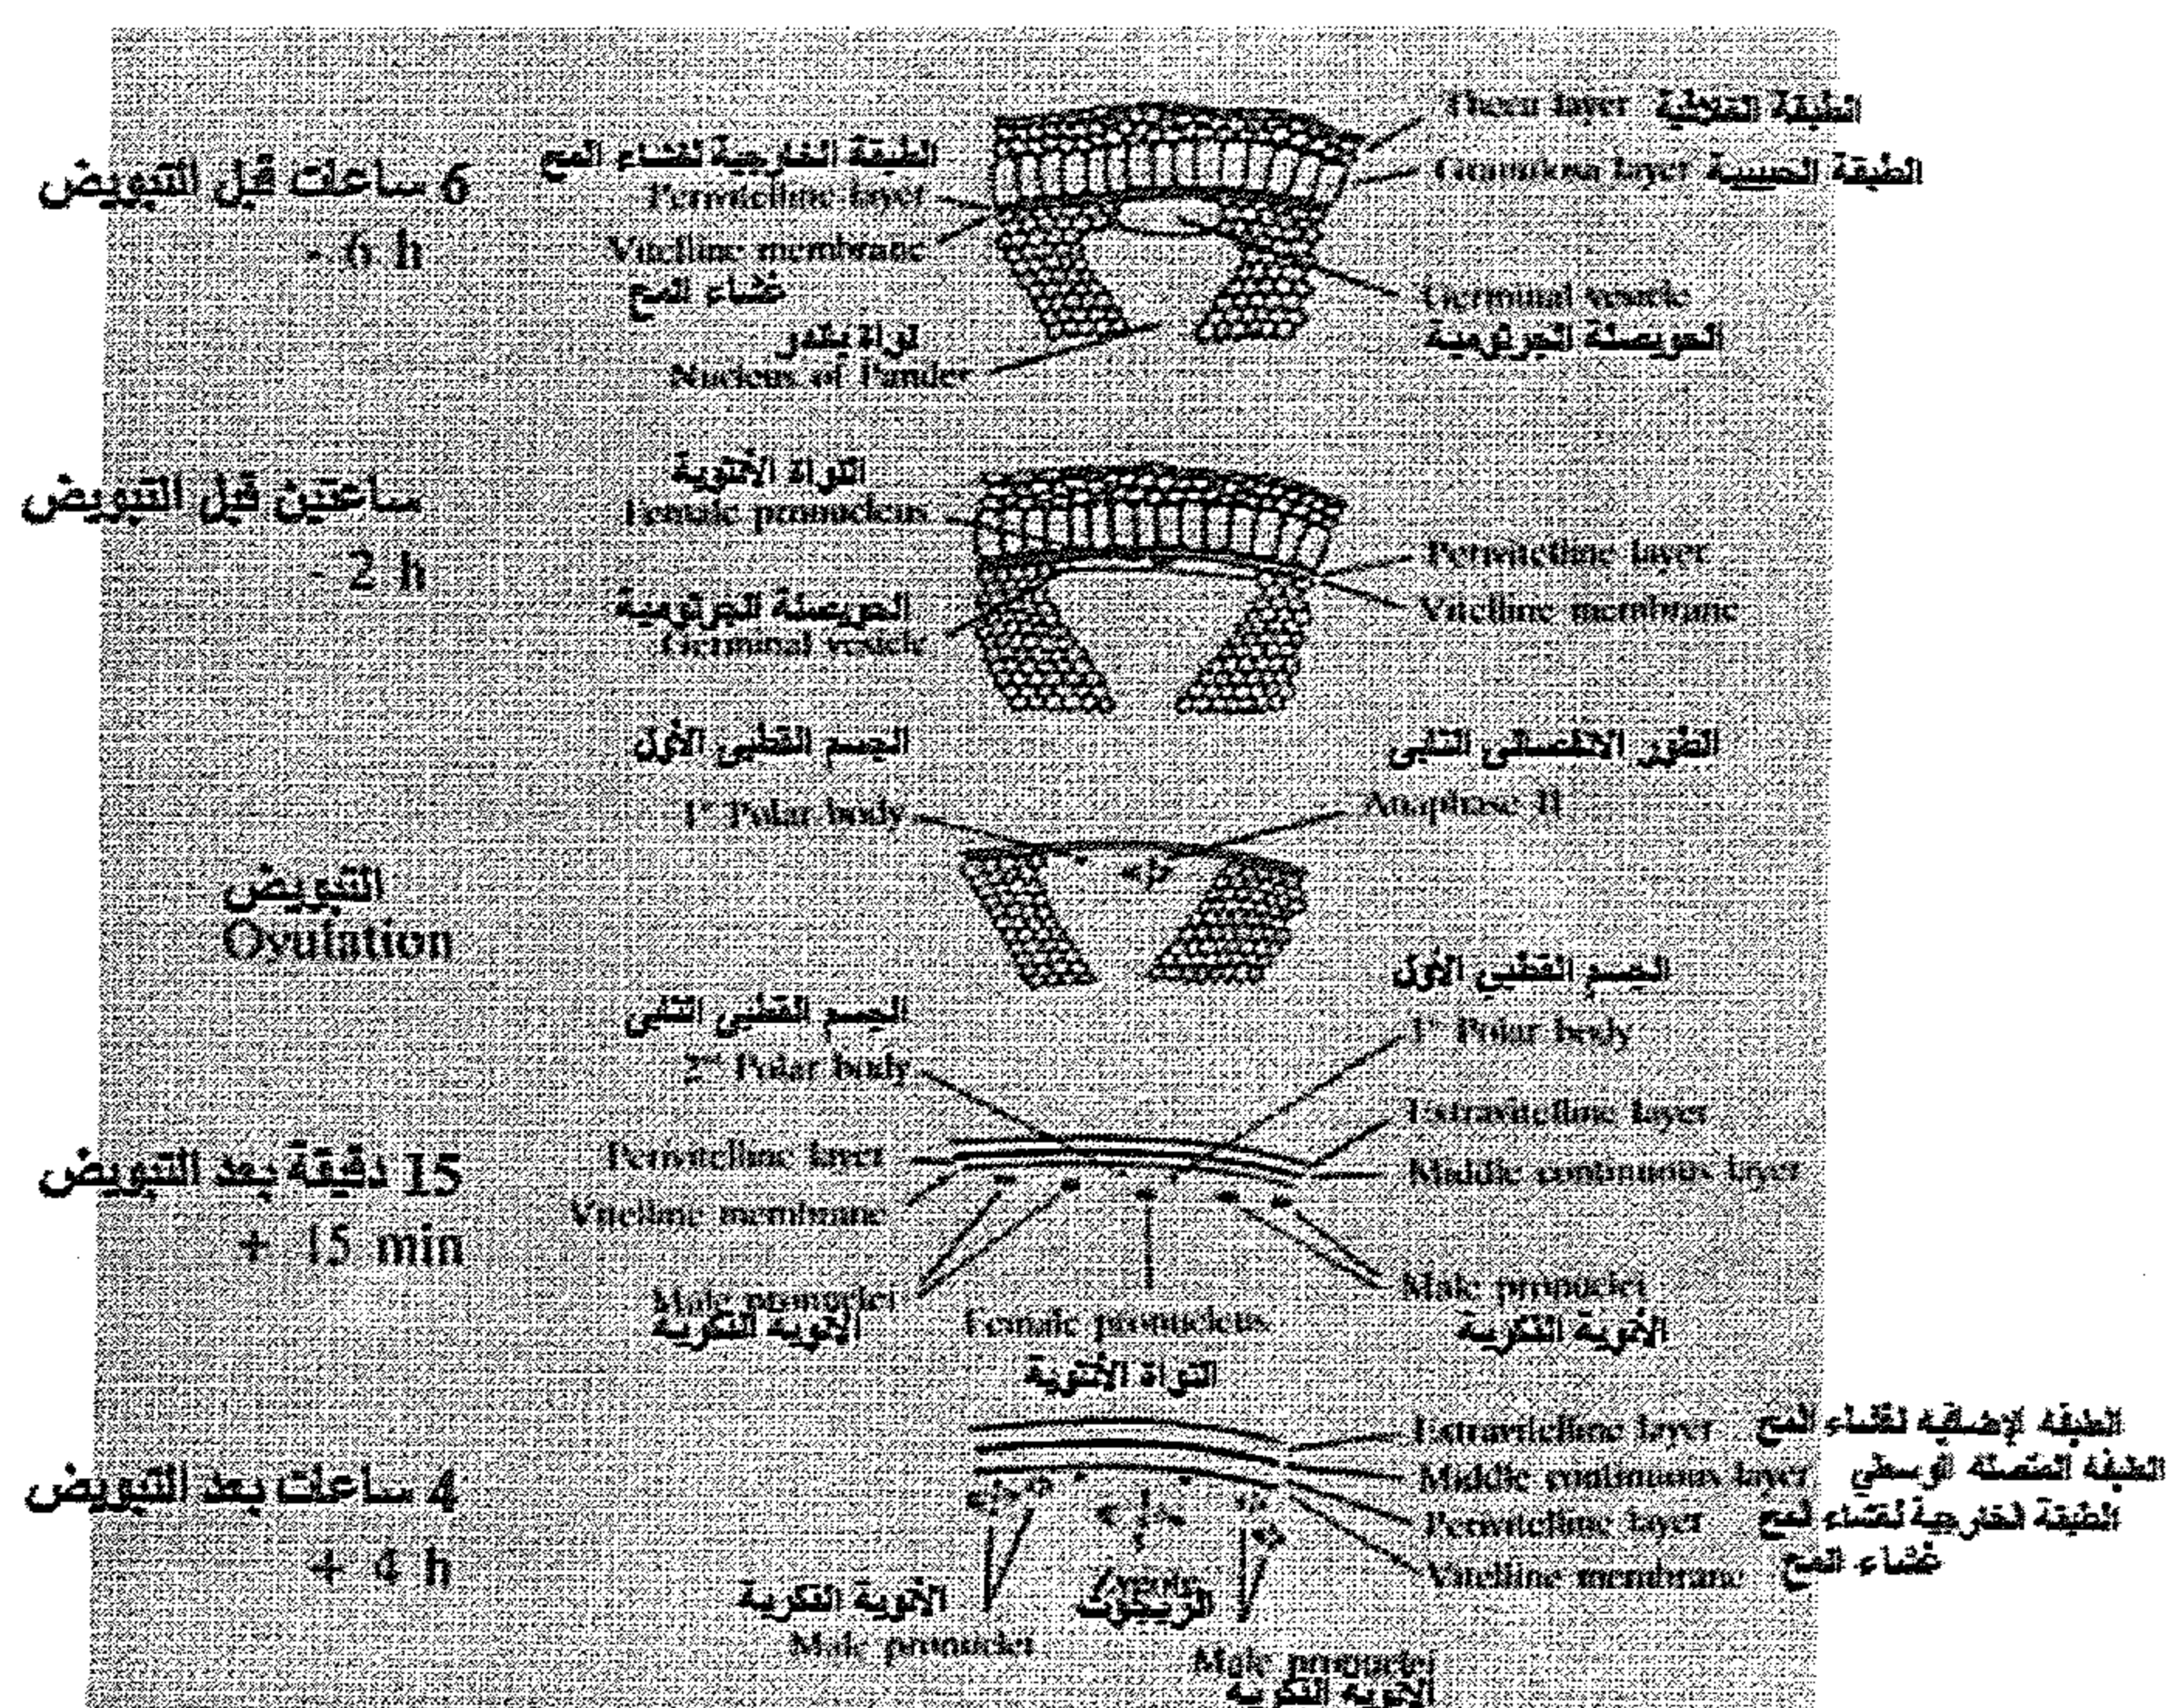 الطبقة الغمدية Theca layer
الطبقة الحبيبية Granulosa layer
6 ساعات قبل التبويض
- 6 h
الطبقة الخارجية لغشاء المح
Perivitelline layer
Vitelline membrane
غشاء المح
نواة بندر
Nucleus of Pander
Germinal vesicle
الحويصلة الجرثومية
ساعتين قبل التبويض
- 2 h
النواة الأنثوية
Female pronucleus
الحويصلة الجرثومية
Germinal vesicle
Perivitelline layer
Vitelline membrane
التبويض
Ovulation
الجسم القطبي الأول
1st Polar body
الطور الانفصالي الثاني
Anaphase II
15 دقيقة بعد التبويض
+ 15 min
الجسم القطبي الثاني
2nd Polar body
الجسم القطبي الأول
1st Polar body
Perivitelline layer
Vitelline membrane
Extravitelline layer
Middle continuous layer
Male pronuclei
الأنوية الذكرية
Female pronucleus
النواة الأنثوية
Male pronuclei
الأنوية الذكرية
4 ساعات بعد التبويض
+ 4 h
Extravitelline layer الطبقة الإضافية لغشاء المح
Middle continuous layer الطبقة المتصلة الوسطى
Perivitelline layer الطبقة الخارجية لغشاء المح
Vitelline membrane غشاء المح
الأنوية الذكرية
Male pronuclei
Zygote
الزيجوت
Male pronuclei
الأنوية الذكرية